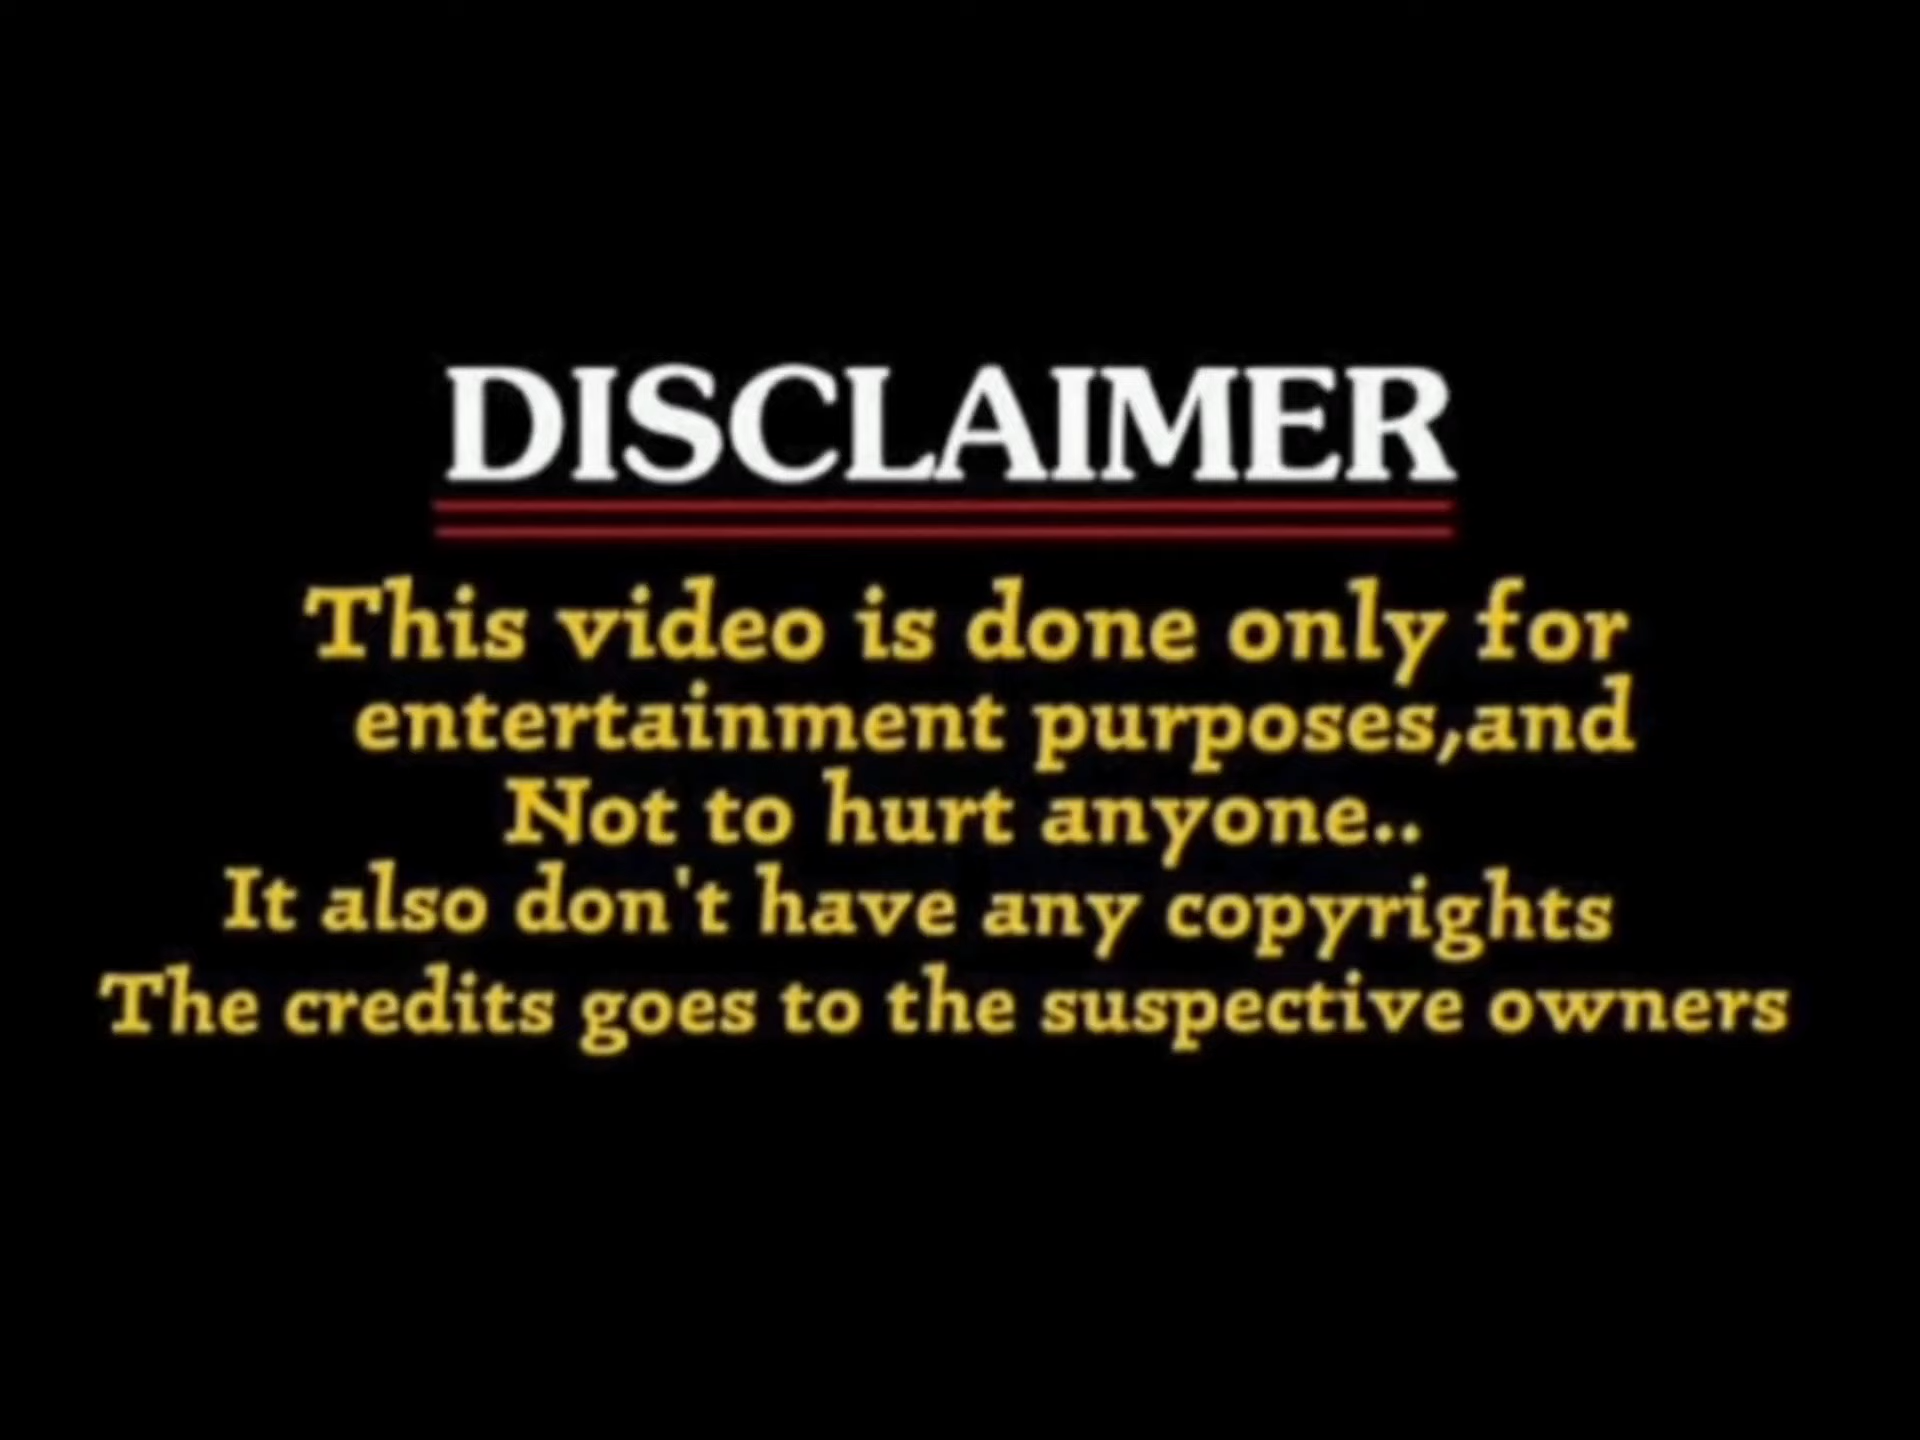 DISCLAIMER
This video is done only for
entertainment purposes,and
Not to hurt anyone..
It also don't have any copyrights
The credits goes to the suspective owners